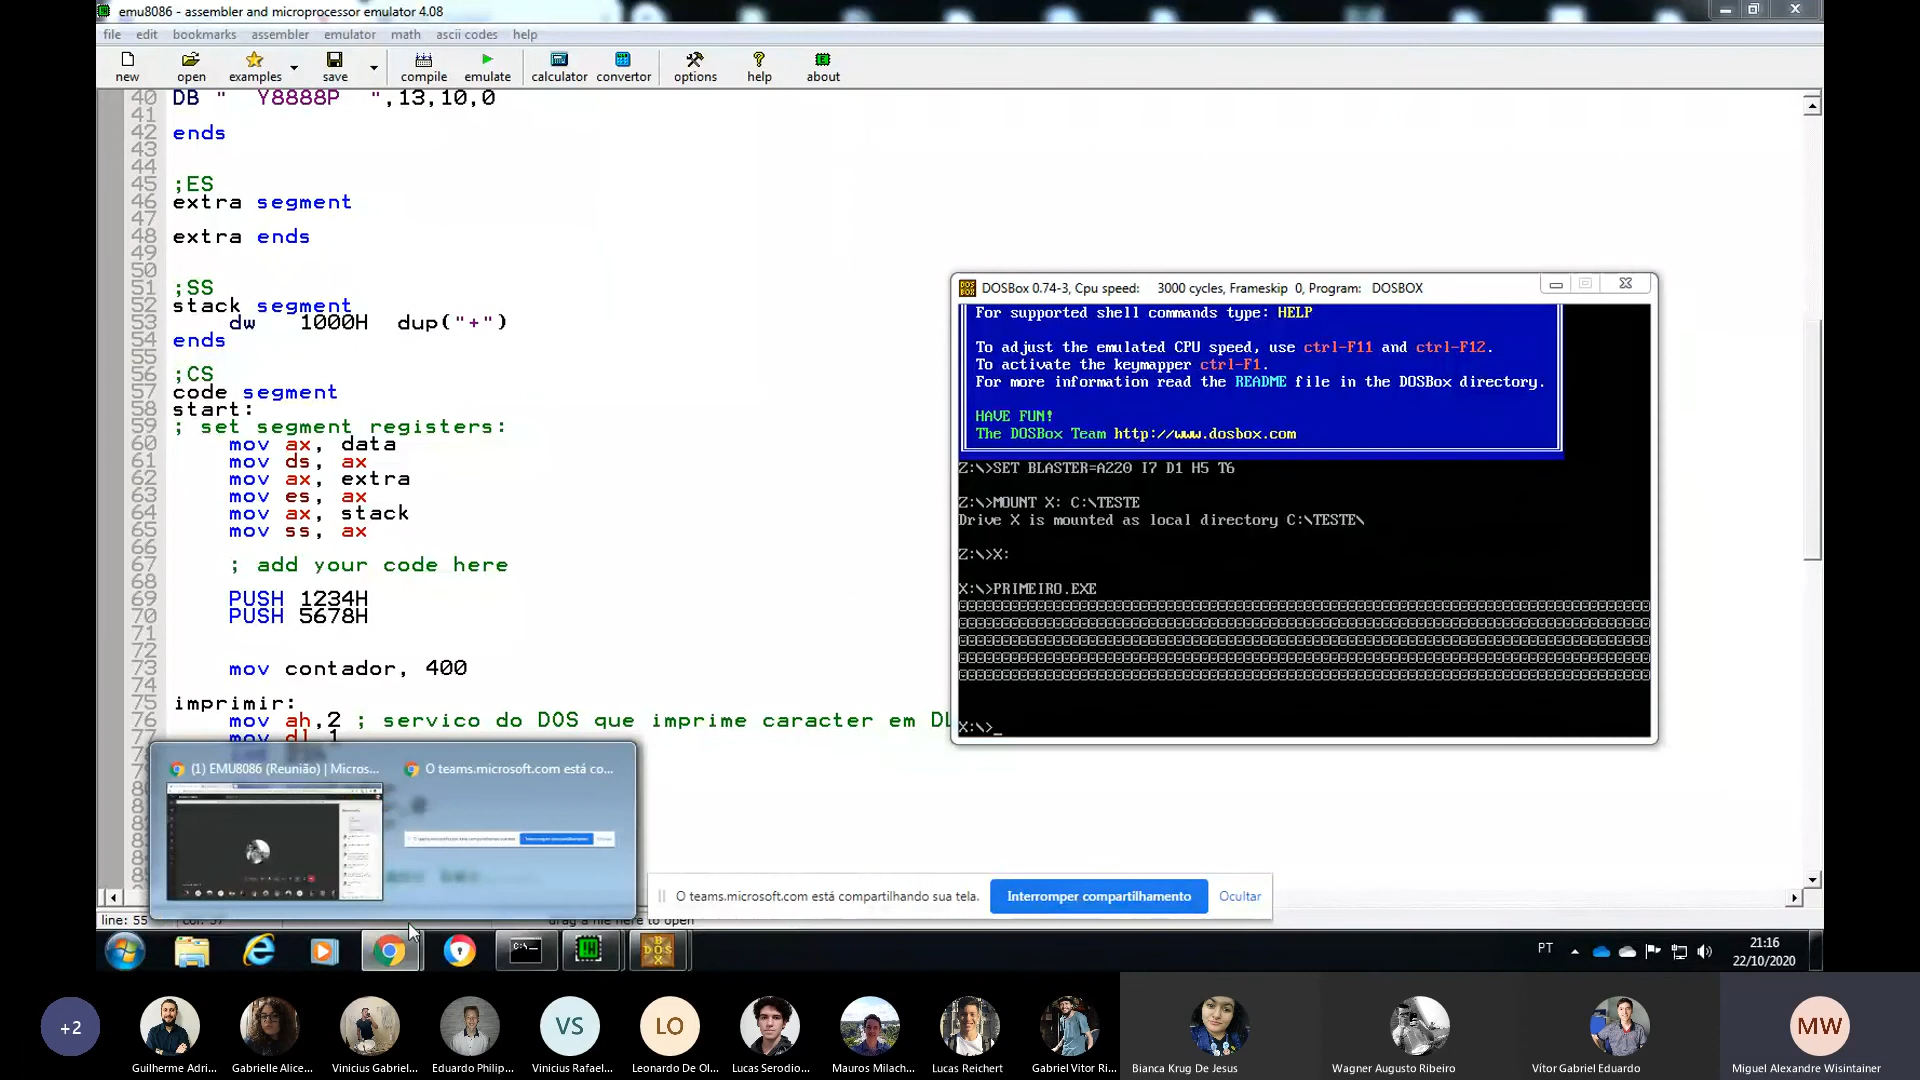 emu8086 - assembler and microprocessor emulator 4.08
file edit bookmarks assembler emulator math ascii codes help
new open examples save compile emulate calculator convertor options help about
40 DB " Y8888P ",13,10,0
41
42 ends
43
44
45 ;ES
46 extra segment
47
48 extra ends
49
50
51 ;SS
52 stack segment
53 dw 1000H dup("+")
54 ends
55
56 ;CS
57 code segment
58 start:
59 ; set segment registers:
60 mov ax, data
61 mov ds, ax
62 mov ax, extra
63 mov es, ax
64 mov ax, stack
65 mov ss, ax
66
67 ; add your code here
68
69 PUSH 1234H
70 PUSH 5678H
71
72
73 mov contador, 400
74
75 imprimir:
76 mov ah,2 ; servico do DOS que imprime caracter em DL
77 mov dl,1
DOSBox 0.74-3, Cpu speed: 3000 cycles, Frameskip 0, Program: DOSBOX
For supported shell commands type: HELP
To adjust the emulated CPU speed, use ctrl-F11 and ctrl-F12.
To activate the keymapper ctrl-F1.
For more information read the README file in the DOSBox directory.
HAVE FUN!
The DOSBox Team http://www.dosbox.com
Z:\>SET BLASTER=A220 I7 D1 H5 T6
Z:\>MOUNT X: C:\TESTE
Drive X is mounted as local directory C:\TESTE\
Z:\>X:
X:\>PRIMEIRO.EXE
X:\>_
(1) EMU8086 (Reunião) | Micros...
O teams.microsoft.com está co...
O teams.microsoft.com está compartilhando sua tela. Interromper compartilhamento Ocultar
line: 55
drag a file here to open
PT
21:16
22/10/2020
+2
VS
LO
MW
Guilherme Adri... Gabrielle Alice... Vinicius Gabriel... Eduardo Philip... Vinicius Rafael... Leonardo De Ol... Lucas Serodio... Mauros Milach... Lucas Reichert Gabriel Vitor Ri... Bianca Krug De Jesus Wagner Augusto Ribeiro Vítor Gabriel Eduardo Miguel Alexandre Wisintainer